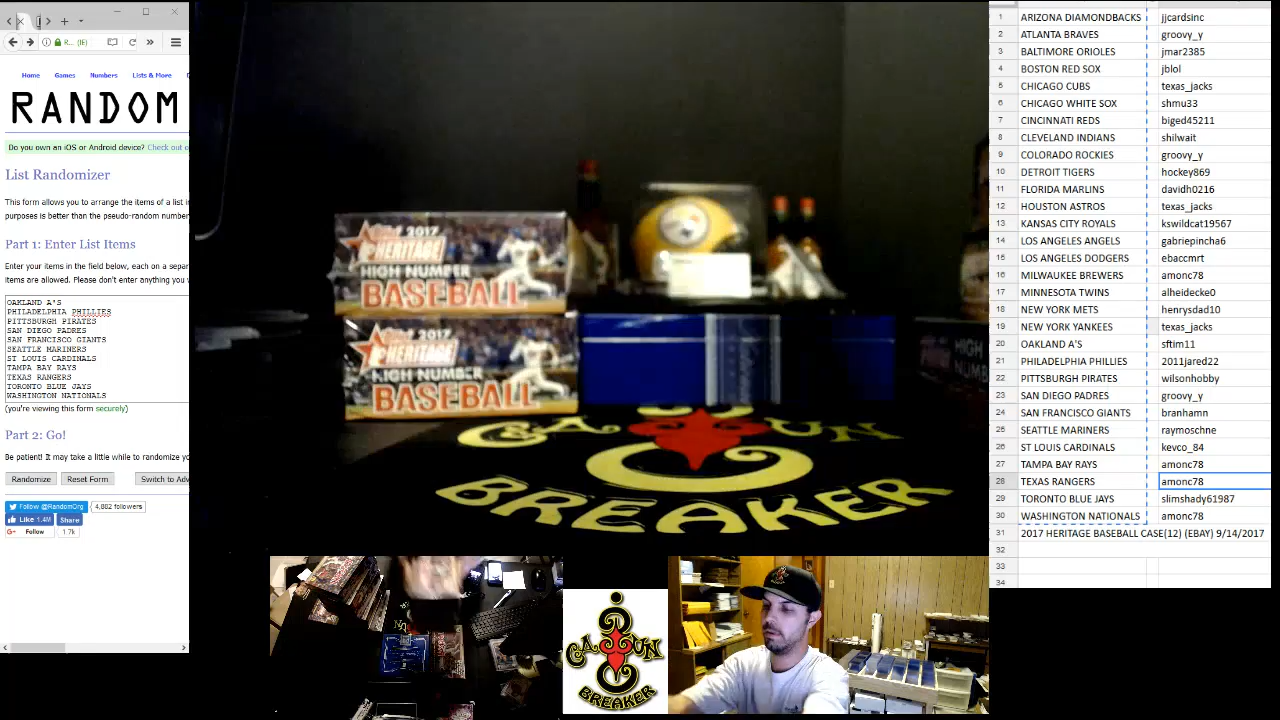 R... (IE)
Home Games Numbers Lists & More
RANDOM
Do you own an iOS or Android device? Check out o
List Randomizer
This form allows you to arrange the items of a list i
purposes is better than the pseudo-random number
Part 1: Enter List Items
Enter your items in the field below, each on a separ
items are allowed. Please don't enter anything you w
OAKLAND A'S
PHILADELPHIA PHILLIES
PITTSBURGH PIRATES
SAN DIEGO PADRES
SAN FRANCISCO GIANTS
SEATTLE MARINERS
ST LOUIS CARDINALS
TAMPA BAY RAYS
TEXAS RANGERS
TORONTO BLUE JAYS
WASHINGTON NATIONALS
(you're viewing this form securely)
Part 2: Go!
Be patient! It may take a little while to randomize yo
Randomize Reset Form Switch to Adv
Follow @RandomOrg 4,882 followers
Like 1.4M Share
G+ Follow 1.7k
2017
HERITAGE
HIGH NUMBER
BASEBALL
2017
HERITAGE
HIGH NUMBER
BASEBALL
CAJUN
BREAKER
CAJUN
BREAKER
1 ARIZONA DIAMONDBACKS jjcardsinc
2 ATLANTA BRAVES groovy_y
3 BALTIMORE ORIOLES jmar2385
4 BOSTON RED SOX jblol
5 CHICAGO CUBS texas_jacks
6 CHICAGO WHITE SOX shmu33
7 CINCINNATI REDS biged45211
8 CLEVELAND INDIANS shilwait
9 COLORADO ROCKIES groovy_y
10 DETROIT TIGERS hockey869
11 FLORIDA MARLINS davidh0216
12 HOUSTON ASTROS texas_jacks
13 KANSAS CITY ROYALS kswildcat19567
14 LOS ANGELES ANGELS gabriepincha6
15 LOS ANGELES DODGERS ebaccmrt
16 MILWAUKEE BREWERS amonc78
17 MINNESOTA TWINS alheidecke0
18 NEW YORK METS henrysdad10
19 NEW YORK YANKEES texas_jacks
20 OAKLAND A'S sftim11
21 PHILADELPHIA PHILLIES 2011jared22
22 PITTSBURGH PIRATES wilsonhobby
23 SAN DIEGO PADRES groovy_y
24 SAN FRANCISCO GIANTS branhamn
25 SEATTLE MARINERS raymoschne
26 ST LOUIS CARDINALS kevco_84
27 TAMPA BAY RAYS amonc78
28 TEXAS RANGERS amonc78
29 TORONTO BLUE JAYS slimshady61987
30 WASHINGTON NATIONALS amonc78
31 2017 HERITAGE BASEBALL CASE(12) (EBAY) 9/14/2017
32
33
34